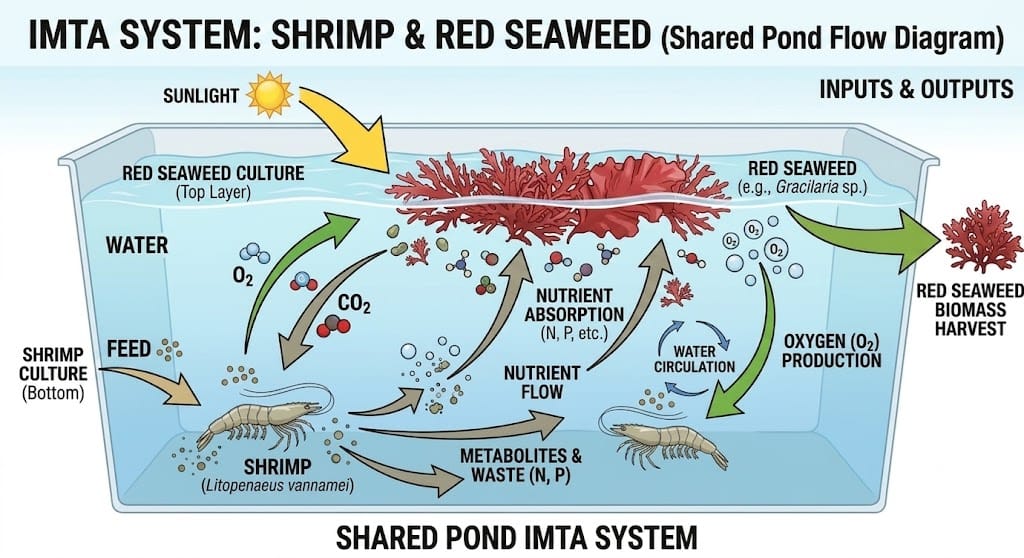 IMTA SYSTEM: SHRIMP & RED SEAWEED (Shared Pond Flow Diagram)
SUNLIGHT
INPUTS & OUTPUTS
RED SEAWEED CULTURE
(Top Layer)
RED SEAWEED
(e.g., Gracilaria sp.)
WATER
O₂
CO₂
O₂
O₂
O₂
NUTRIENT
ABSORPTION
(N, P, etc.)
RED SEAWEED
BIOMASS
HARVEST
SHRIMP
CULTURE
(Bottom)
FEED
NUTRIENT
FLOW
WATER
CIRCULATION
OXYGEN (O₂)
PRODUCTION
SHRIMP
(Litopenaeus vannamei)
METABOLITES &
WASTE (N, P)
SHARED POND IMTA SYSTEM